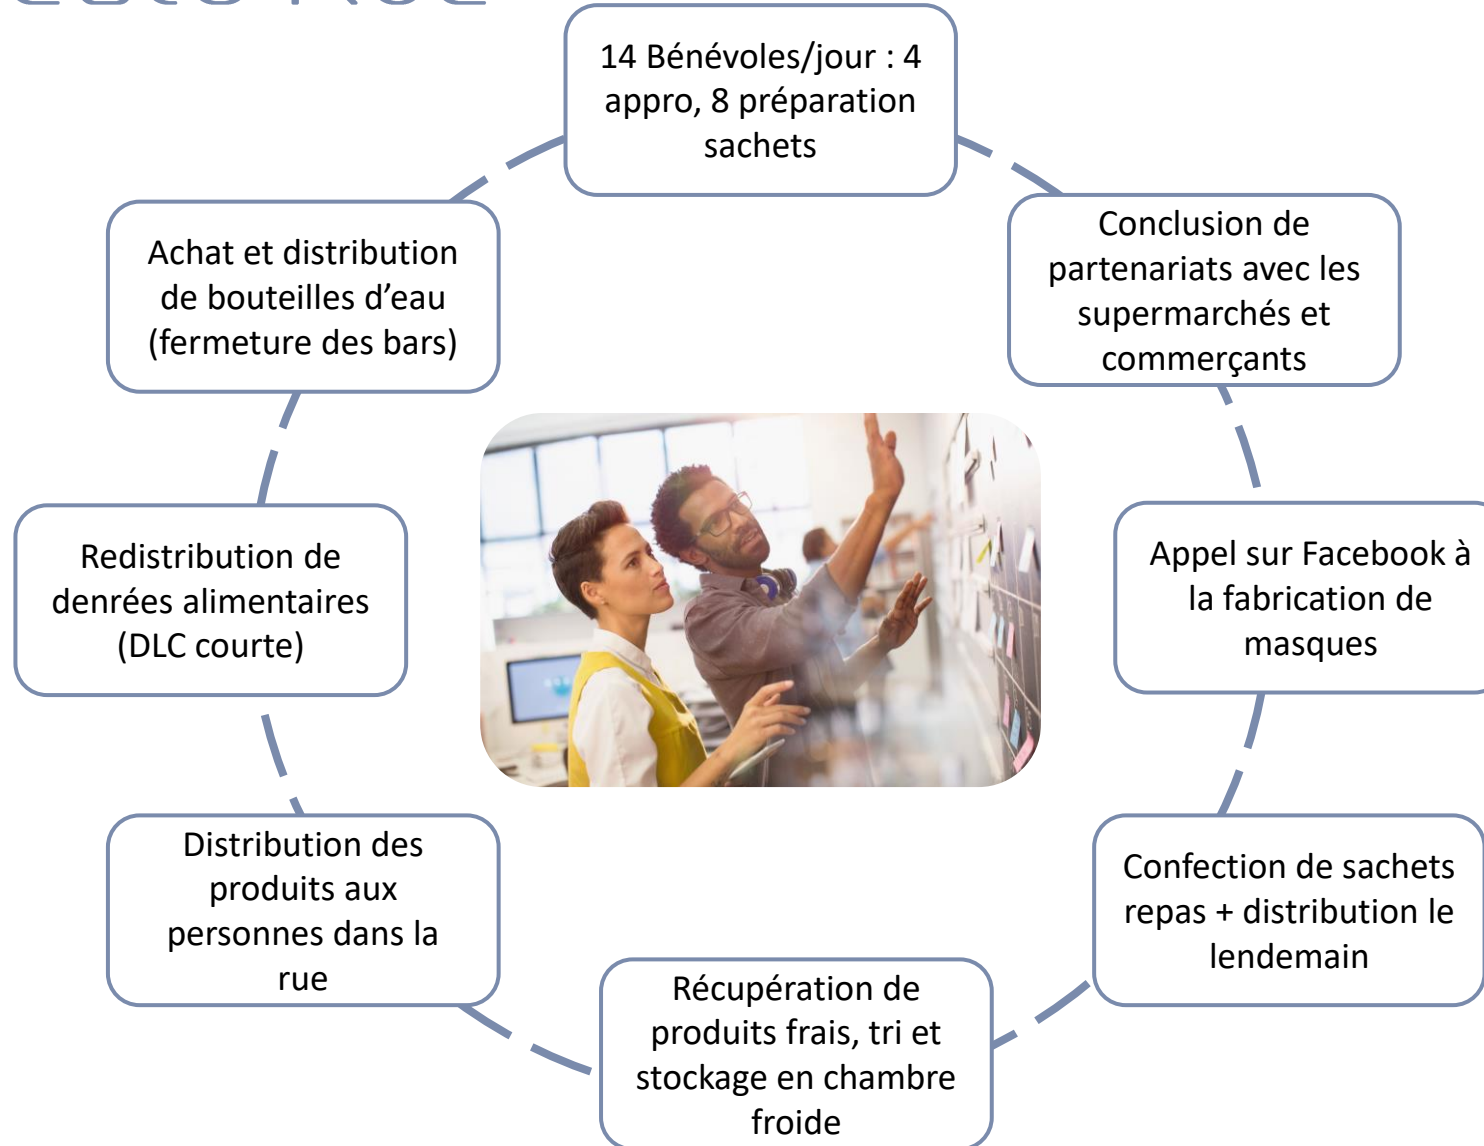 14 Bénévoles/jour : 4
appro, 8 préparation
sachets
Conclusion de
partenariats avec les
supermarchés et
commerçants
Appel sur Facebook à
la fabrication de
masques
Confection de sachets
repas + distribution le
lendemain
Récupération de
produits frais, tri et
stockage en chambre
froide
Distribution des
produits aux
personnes dans la
rue
Redistribution de
denrées alimentaires
(DLC courte)
Achat et distribution
de bouteilles d’eau
(fermeture des bars)